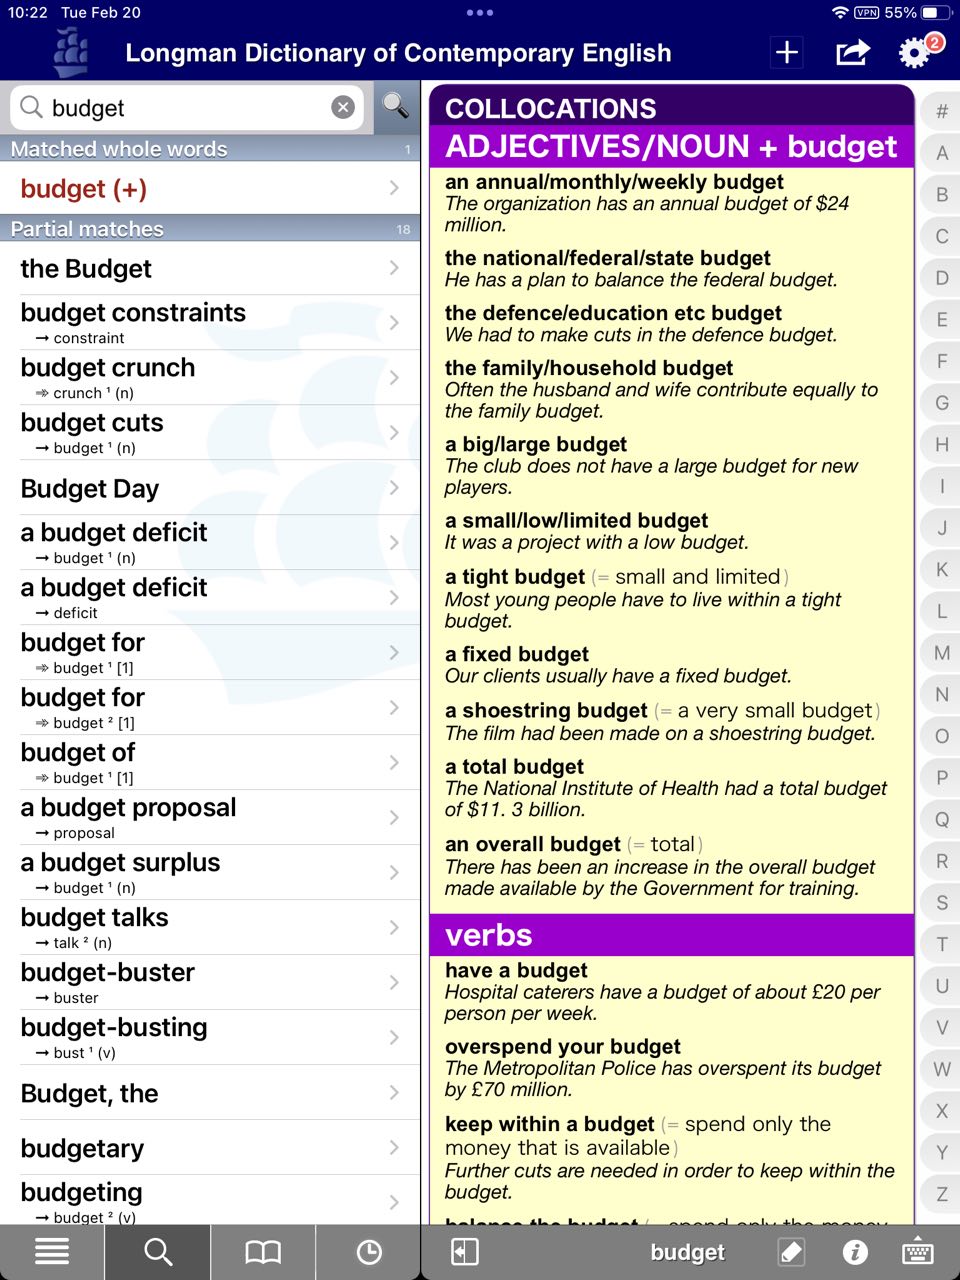 10:22 Tue Feb 20
VPN 55%
Longman Dictionary of Contemporary English
2
budget
Matched whole words 1
budget (+)
Partial matches 18
the Budget
budget constraints
→ constraint
budget crunch
⇒ crunch ¹ (n)
budget cuts
→ budget ¹ (n)
Budget Day
a budget deficit
→ budget ¹ (n)
a budget deficit
→ deficit
budget for
⇒ budget ¹ [1]
budget for
⇒ budget ² [1]
budget of
⇒ budget ¹ [1]
a budget proposal
→ proposal
a budget surplus
→ budget ¹ (n)
budget talks
→ talk ² (n)
budget-buster
→ buster
budget-busting
→ bust ¹ (v)
Budget, the
budgetary
budgeting
→ budget ² (v)
COLLOCATIONS
ADJECTIVES/NOUN + budget
an annual/monthly/weekly budget
The organization has an annual budget of $24
million.
the national/federal/state budget
He has a plan to balance the federal budget.
the defence/education etc budget
We had to make cuts in the defence budget.
the family/household budget
Often the husband and wife contribute equally to
the family budget.
a big/large budget
The club does not have a large budget for new
players.
a small/low/limited budget
It was a project with a low budget.
a tight budget (= small and limited)
Most young people have to live within a tight
budget.
a fixed budget
Our clients usually have a fixed budget.
a shoestring budget (= a very small budget)
The film had been made on a shoestring budget.
a total budget
The National Institute of Health had a total budget
of $11. 3 billion.
an overall budget (= total)
There has been an increase in the overall budget
made available by the Government for training.
verbs
have a budget
Hospital caterers have a budget of about £20 per
person per week.
overspend your budget
The Metropolitan Police has overspent its budget
by £70 million.
keep within a budget (= spend only the
money that is available)
Further cuts are needed in order to keep within the
budget.
balance the budget (= spend only the money
#
A
B
C
D
E
F
G
H
I
J
K
L
M
N
O
P
Q
R
S
T
U
V
W
X
Y
Z
budget